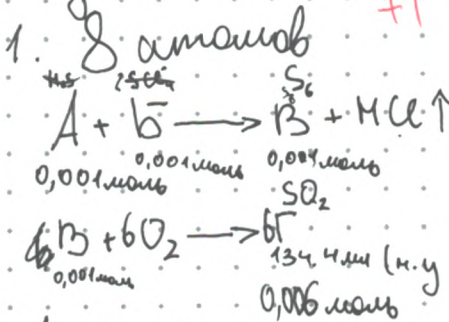 +1
1. 8 атомов
S₆
А + Б → В + HCl↑
0,001 моль 0,001 моль 0,001 моль
SO₂
В + 6O₂ → 6Г
0,001 моль 134,4 мл (н.у
0,006 моль